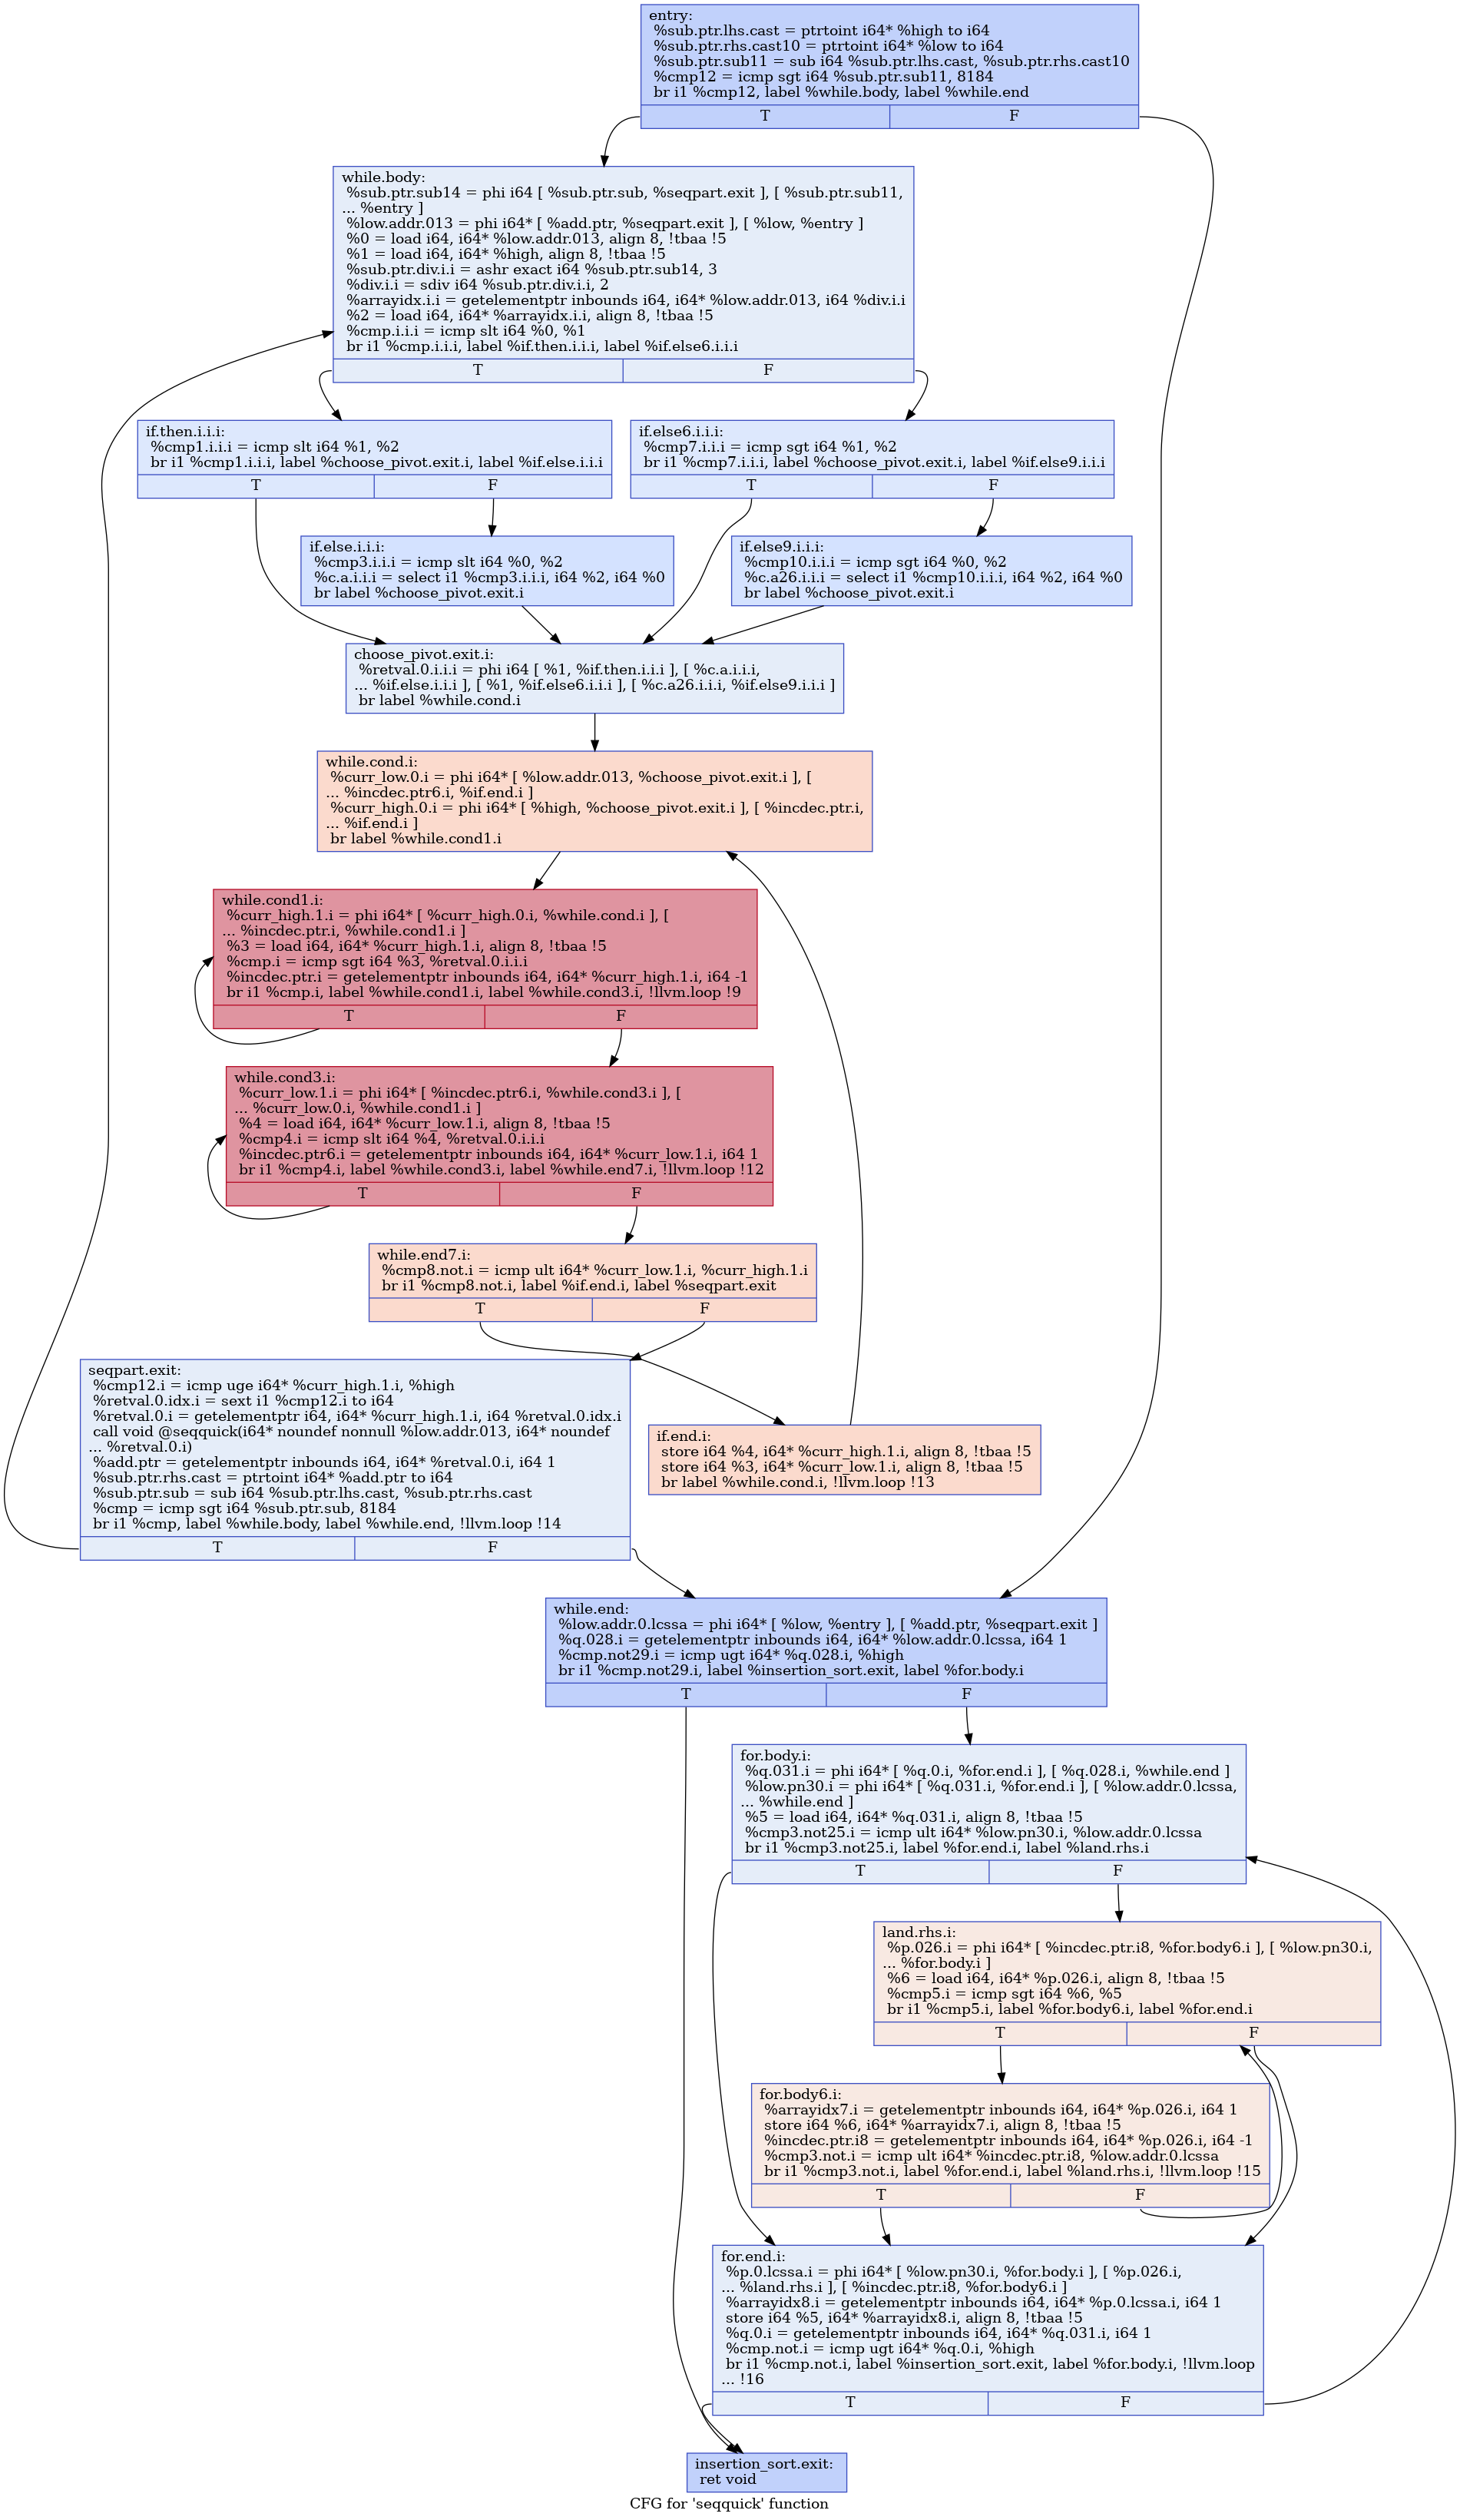 entry:
%sub.ptr.lhs.cast = ptrtoint i64* %high to i64
%sub.ptr.rhs.cast10 = ptrtoint i64* %low to i64
%sub.ptr.sub11 = sub i64 %sub.ptr.lhs.cast, %sub.ptr.rhs.cast10
%cmp12 = icmp sgt i64 %sub.ptr.sub11, 8184
br i1 %cmp12, label %while.body, label %while.end
T F
while.body:
%sub.ptr.sub14 = phi i64 [ %sub.ptr.sub, %seqpart.exit ], [ %sub.ptr.sub11,
... %entry ]
%low.addr.013 = phi i64* [ %add.ptr, %seqpart.exit ], [ %low, %entry ]
%0 = load i64, i64* %low.addr.013, align 8, !tbaa !5
%1 = load i64, i64* %high, align 8, !tbaa !5
%sub.ptr.div.i.i = ashr exact i64 %sub.ptr.sub14, 3
%div.i.i = sdiv i64 %sub.ptr.div.i.i, 2
%arrayidx.i.i = getelementptr inbounds i64, i64* %low.addr.013, i64 %div.i.i
%2 = load i64, i64* %arrayidx.i.i, align 8, !tbaa !5
%cmp.i.i.i = icmp slt i64 %0, %1
br i1 %cmp.i.i.i, label %if.then.i.i.i, label %if.else6.i.i.i
T F
if.then.i.i.i:
%cmp1.i.i.i = icmp slt i64 %1, %2
br i1 %cmp1.i.i.i, label %choose_pivot.exit.i, label %if.else.i.i.i
T F
if.else6.i.i.i:
%cmp7.i.i.i = icmp sgt i64 %1, %2
br i1 %cmp7.i.i.i, label %choose_pivot.exit.i, label %if.else9.i.i.i
T F
if.else.i.i.i:
%cmp3.i.i.i = icmp slt i64 %0, %2
%c.a.i.i.i = select i1 %cmp3.i.i.i, i64 %2, i64 %0
br label %choose_pivot.exit.i
if.else9.i.i.i:
%cmp10.i.i.i = icmp sgt i64 %0, %2
%c.a26.i.i.i = select i1 %cmp10.i.i.i, i64 %2, i64 %0
br label %choose_pivot.exit.i
choose_pivot.exit.i:
%retval.0.i.i.i = phi i64 [ %1, %if.then.i.i.i ], [ %c.a.i.i.i,
... %if.else.i.i.i ], [ %1, %if.else6.i.i.i ], [ %c.a26.i.i.i, %if.else9.i.i.i ]
br label %while.cond.i
while.cond.i:
%curr_low.0.i = phi i64* [ %low.addr.013, %choose_pivot.exit.i ], [
... %incdec.ptr6.i, %if.end.i ]
%curr_high.0.i = phi i64* [ %high, %choose_pivot.exit.i ], [ %incdec.ptr.i,
... %if.end.i ]
br label %while.cond1.i
while.cond1.i:
%curr_high.1.i = phi i64* [ %curr_high.0.i, %while.cond.i ], [
... %incdec.ptr.i, %while.cond1.i ]
%3 = load i64, i64* %curr_high.1.i, align 8, !tbaa !5
%cmp.i = icmp sgt i64 %3, %retval.0.i.i.i
%incdec.ptr.i = getelementptr inbounds i64, i64* %curr_high.1.i, i64 -1
br i1 %cmp.i, label %while.cond1.i, label %while.cond3.i, !llvm.loop !9
T F
while.cond3.i:
%curr_low.1.i = phi i64* [ %incdec.ptr6.i, %while.cond3.i ], [
... %curr_low.0.i, %while.cond1.i ]
%4 = load i64, i64* %curr_low.1.i, align 8, !tbaa !5
%cmp4.i = icmp slt i64 %4, %retval.0.i.i.i
%incdec.ptr6.i = getelementptr inbounds i64, i64* %curr_low.1.i, i64 1
br i1 %cmp4.i, label %while.cond3.i, label %while.end7.i, !llvm.loop !12
T F
while.end7.i:
%cmp8.not.i = icmp ult i64* %curr_low.1.i, %curr_high.1.i
br i1 %cmp8.not.i, label %if.end.i, label %seqpart.exit
T F
seqpart.exit:
%cmp12.i = icmp uge i64* %curr_high.1.i, %high
%retval.0.idx.i = sext i1 %cmp12.i to i64
%retval.0.i = getelementptr i64, i64* %curr_high.1.i, i64 %retval.0.idx.i
call void @seqquick(i64* noundef nonnull %low.addr.013, i64* noundef
... %retval.0.i)
%add.ptr = getelementptr inbounds i64, i64* %retval.0.i, i64 1
%sub.ptr.rhs.cast = ptrtoint i64* %add.ptr to i64
%sub.ptr.sub = sub i64 %sub.ptr.lhs.cast, %sub.ptr.rhs.cast
%cmp = icmp sgt i64 %sub.ptr.sub, 8184
br i1 %cmp, label %while.body, label %while.end, !llvm.loop !14
T F
if.end.i:
store i64 %4, i64* %curr_high.1.i, align 8, !tbaa !5
store i64 %3, i64* %curr_low.1.i, align 8, !tbaa !5
br label %while.cond.i, !llvm.loop !13
while.end:
%low.addr.0.lcssa = phi i64* [ %low, %entry ], [ %add.ptr, %seqpart.exit ]
%q.028.i = getelementptr inbounds i64, i64* %low.addr.0.lcssa, i64 1
%cmp.not29.i = icmp ugt i64* %q.028.i, %high
br i1 %cmp.not29.i, label %insertion_sort.exit, label %for.body.i
T F
for.body.i:
%q.031.i = phi i64* [ %q.0.i, %for.end.i ], [ %q.028.i, %while.end ]
%low.pn30.i = phi i64* [ %q.031.i, %for.end.i ], [ %low.addr.0.lcssa,
... %while.end ]
%5 = load i64, i64* %q.031.i, align 8, !tbaa !5
%cmp3.not25.i = icmp ult i64* %low.pn30.i, %low.addr.0.lcssa
br i1 %cmp3.not25.i, label %for.end.i, label %land.rhs.i
T F
land.rhs.i:
%p.026.i = phi i64* [ %incdec.ptr.i8, %for.body6.i ], [ %low.pn30.i,
... %for.body.i ]
%6 = load i64, i64* %p.026.i, align 8, !tbaa !5
%cmp5.i = icmp sgt i64 %6, %5
br i1 %cmp5.i, label %for.body6.i, label %for.end.i
T F
for.body6.i:
%arrayidx7.i = getelementptr inbounds i64, i64* %p.026.i, i64 1
store i64 %6, i64* %arrayidx7.i, align 8, !tbaa !5
%incdec.ptr.i8 = getelementptr inbounds i64, i64* %p.026.i, i64 -1
%cmp3.not.i = icmp ult i64* %incdec.ptr.i8, %low.addr.0.lcssa
br i1 %cmp3.not.i, label %for.end.i, label %land.rhs.i, !llvm.loop !15
T F
for.end.i:
%p.0.lcssa.i = phi i64* [ %low.pn30.i, %for.body.i ], [ %p.026.i,
... %land.rhs.i ], [ %incdec.ptr.i8, %for.body6.i ]
%arrayidx8.i = getelementptr inbounds i64, i64* %p.0.lcssa.i, i64 1
store i64 %5, i64* %arrayidx8.i, align 8, !tbaa !5
%q.0.i = getelementptr inbounds i64, i64* %q.031.i, i64 1
%cmp.not.i = icmp ugt i64* %q.0.i, %high
br i1 %cmp.not.i, label %insertion_sort.exit, label %for.body.i, !llvm.loop
... !16
T F
insertion_sort.exit:
ret void
CFG for 'seqquick' function